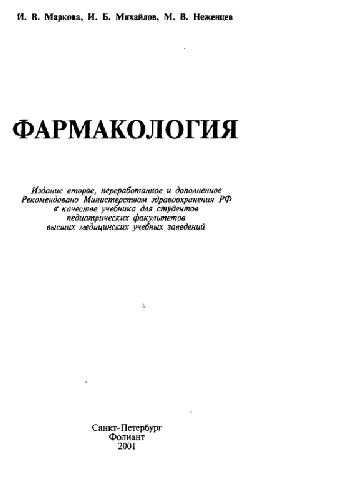 И. В. Маркова, И. Б. Михайлов, М. В. Неженцев
ФАРМАКОЛОГИЯ
Издание второе, переработанное и дополненное
Рекомендовано Министерством здравоохранения РФ
в качестве учебника для студентов
педиатрических факультетов
высших медицинских учебных заведений
Санкт-Петербург
Фолиант
2001